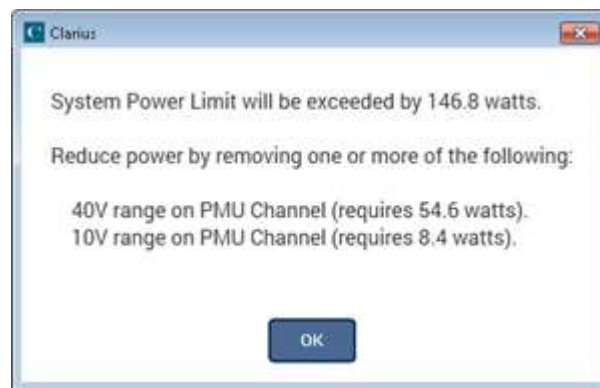 Clarius
System Power Limit will be exceeded by 146.8 watts.
Reduce power by removing one or more of the following:
40V range on PMU Channel (requires 54.6 watts).
10V range on PMU Channel (requires 8.4 watts).
OK